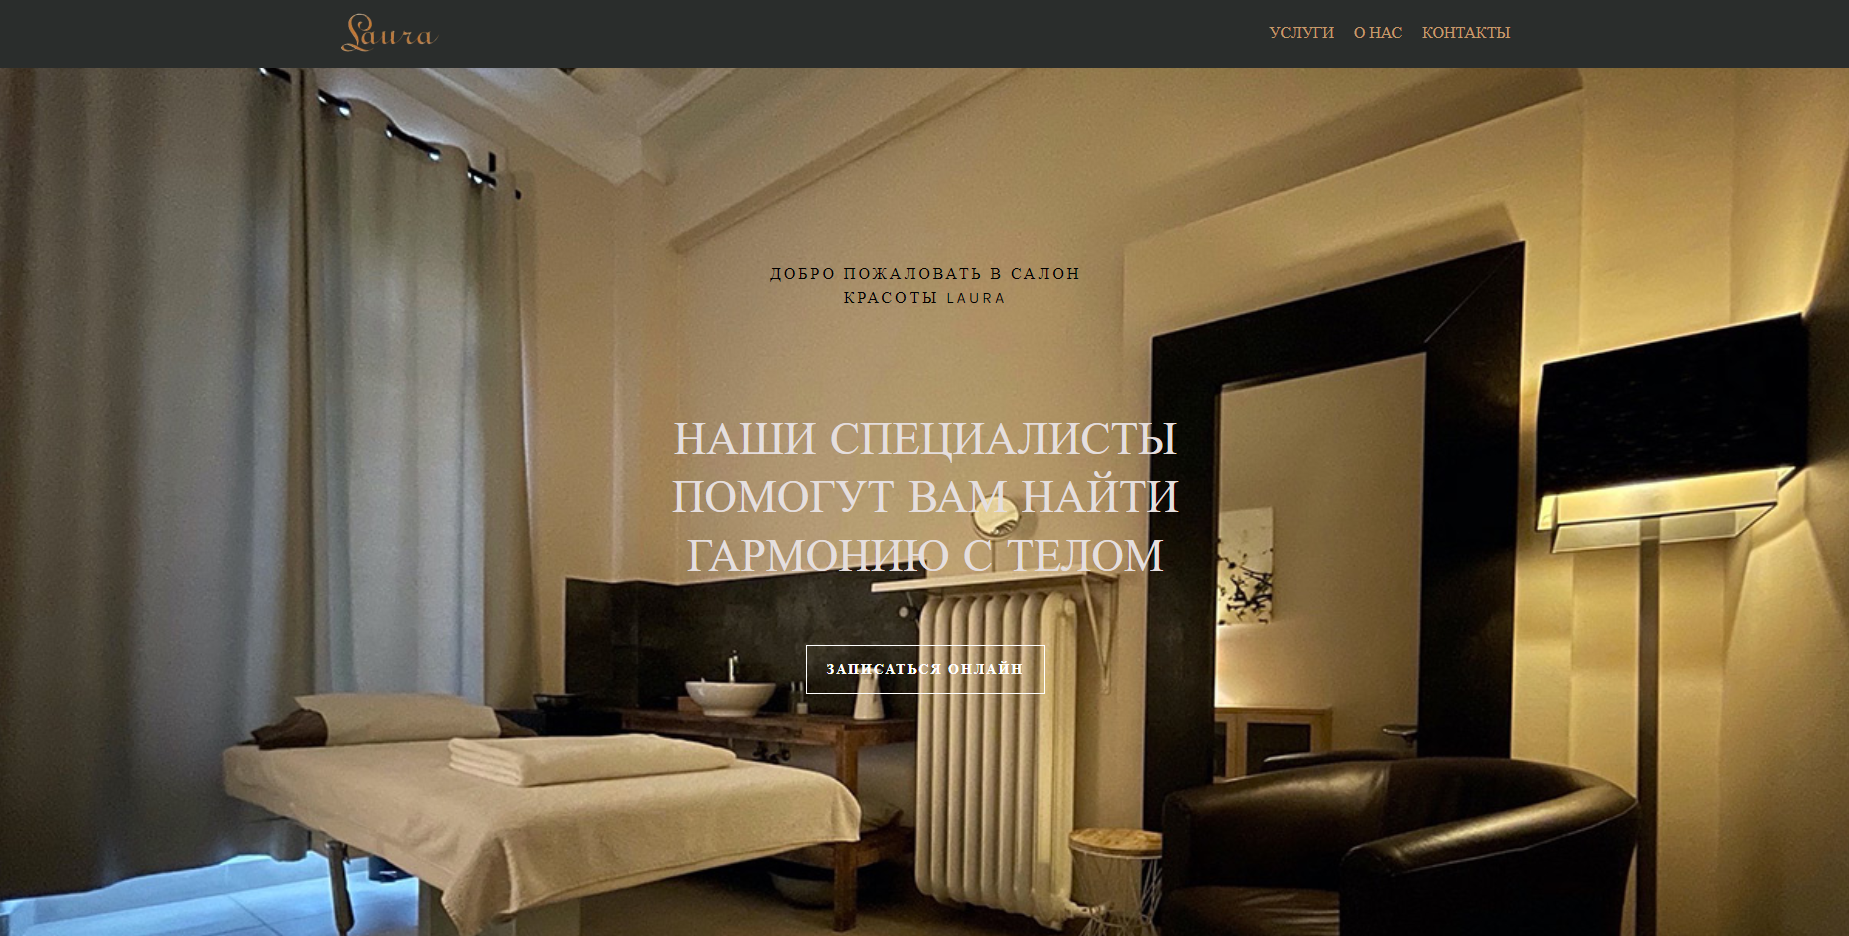 Laura
УСЛУГИ О НАС КОНТАКТЫ
ДОБРО ПОЖАЛОВАТЬ В САЛОН
КРАСОТЫ LAURA
НАШИ СПЕЦИАЛИСТЫ
ПОМОГУТ ВАМ НАЙТИ
ГАРМОНИЮ С ТЕЛОМ
ЗАПИСАТЬСЯ ОНЛАЙН